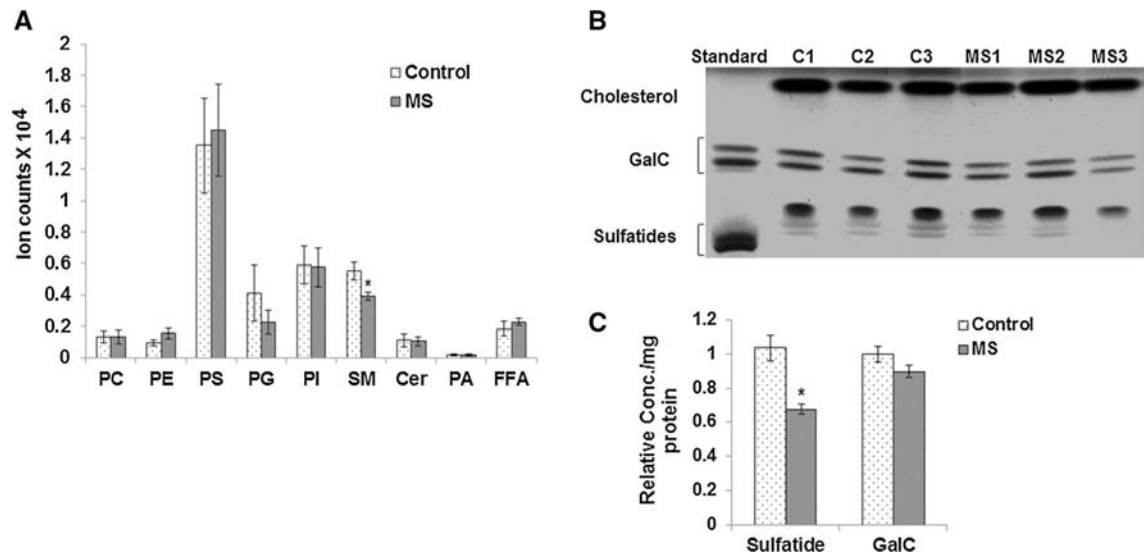 A
Ion counts X 10^4
2
1.8
1.6
1.4
1.2
1
0.8
0.6
0.4
0.2
0
Control
MS
*
PC PE PS PG PI SM Cer PA FFA
B
Standard C1 C2 C3 MS1 MS2 MS3
Cholesterol
GalC
Sulfatides
C
Relative Conc./mg
protein
1.2
1
0.8
0.6
0.4
0.2
0
Control
MS
*
Sulfatide GalC